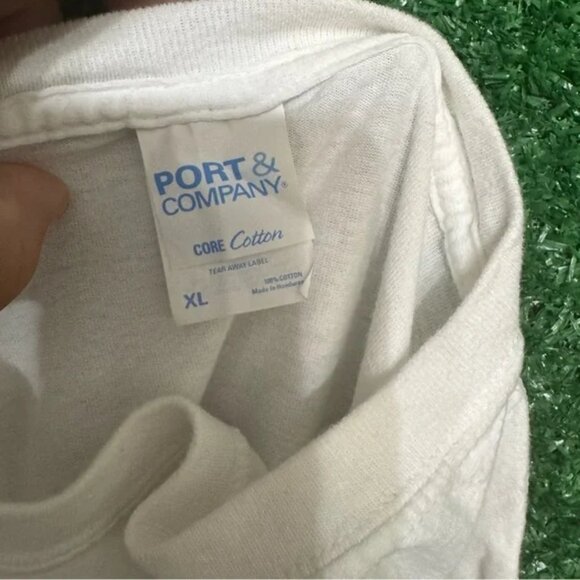 PORT &
COMPANY®
CORE Cotton
TEAR AWAY LABEL
XL
100% COTTON
Made in Honduras